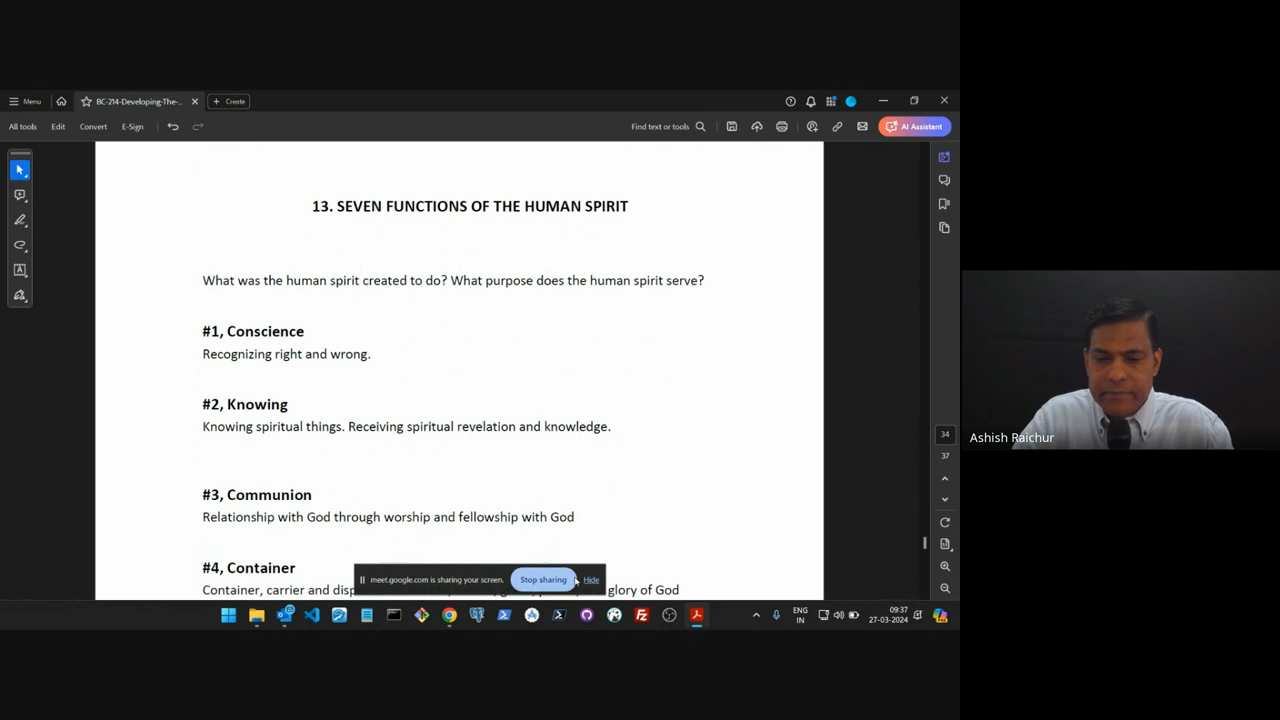 Menu
BC-214-Developing-The-...
Create
All tools
Edit
Convert
E-Sign
Find text or tools
AI Assistant
13. SEVEN FUNCTIONS OF THE HUMAN SPIRIT
What was the human spirit created to do? What purpose does the human spirit serve?
#1, Conscience
Recognizing right and wrong.
#2, Knowing
Knowing spiritual things. Receiving spiritual revelation and knowledge.
#3, Communion
Relationship with God through worship and fellowship with God
#4, Container
Container, carrier and disp
glory of God
meet.google.com is sharing your screen.
Stop sharing
Hide
34
37
Ashish Raichur
ENG
IN
09:37
27-03-2024